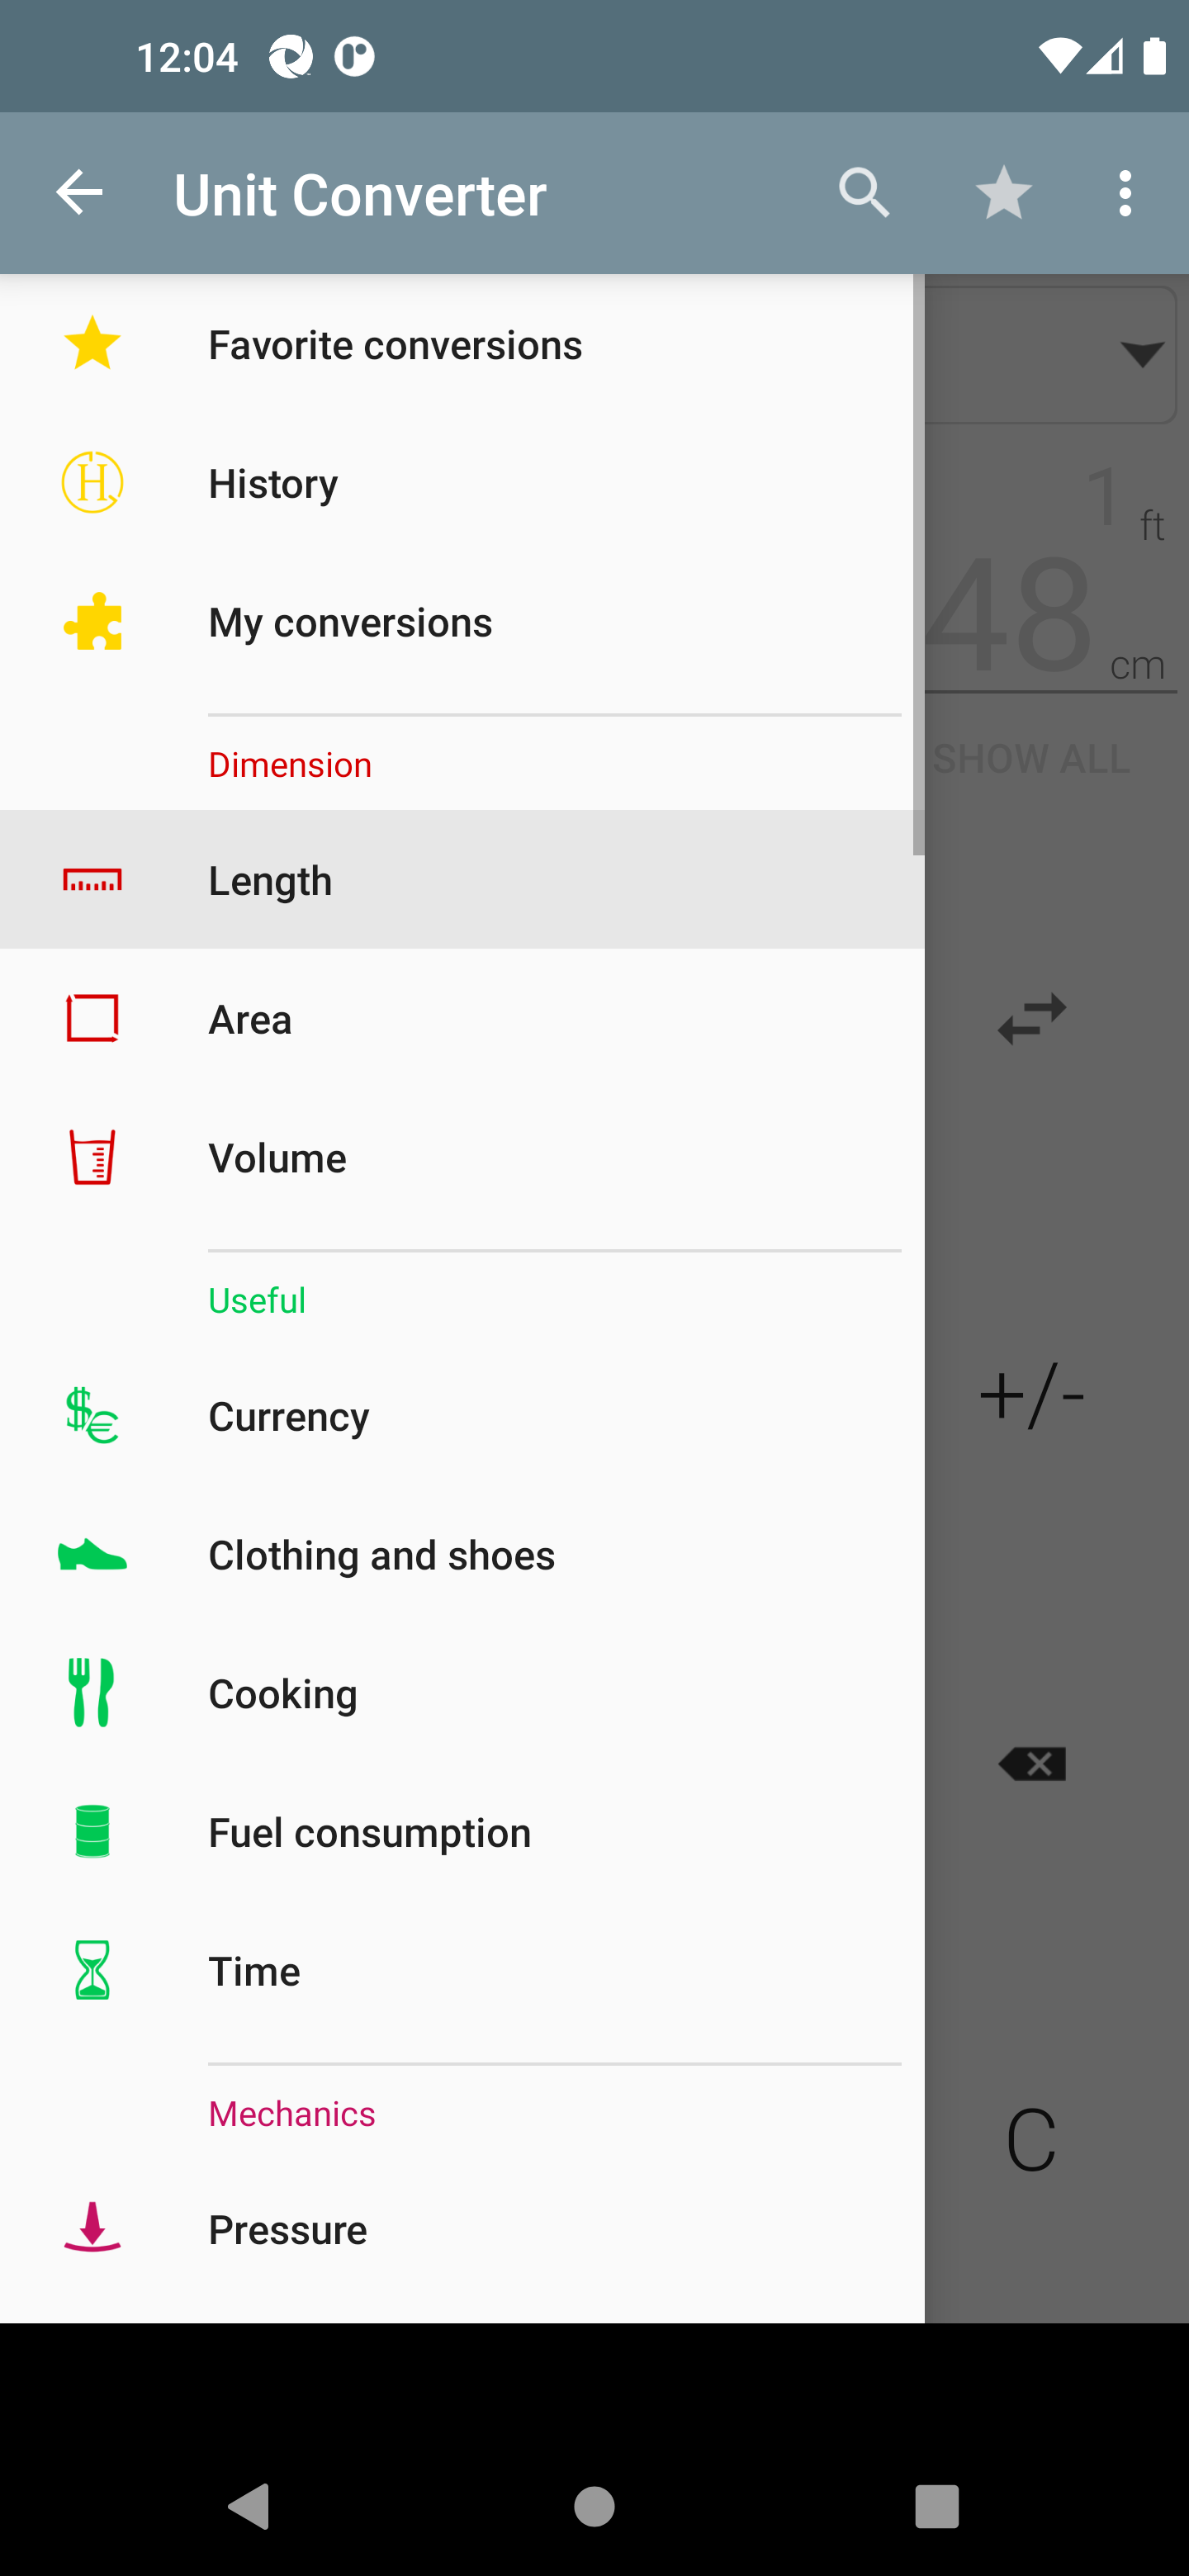 12:04
Unit Converter
Favorite conversions
History
1 ft
My conversions
48 cm
Dimension
SHOW ALL
Length
Area
Volume
Useful
+/-
Currency
Clothing and shoes
Cooking
Fuel consumption
Time
Mechanics
C
Pressure